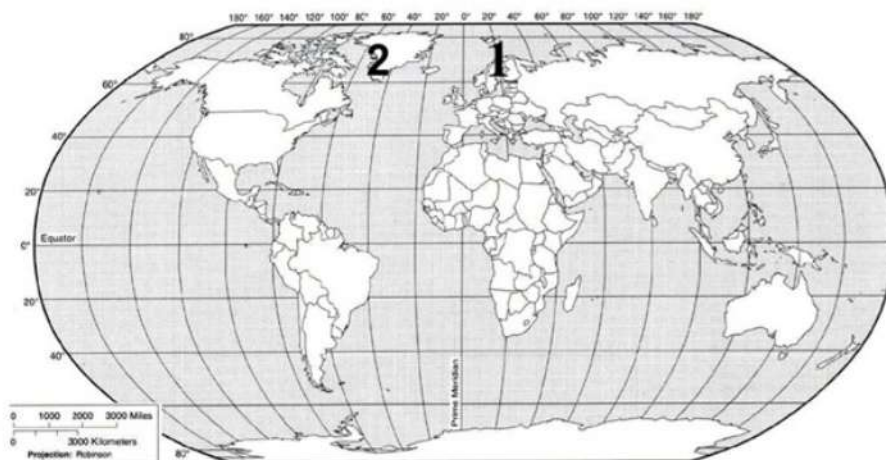 180° 160° 140° 120° 100° 80° 60° 40° 20° 0° 20° 40° 60° 80° 100° 120° 140° 160° 180°
80°
2 1
60°
40°
20°
Equator 0°
20°
40°
Prime Meridian
0 1000 2000 3000 Miles
0 3000 Kilometers
Projection: Robinson
80°